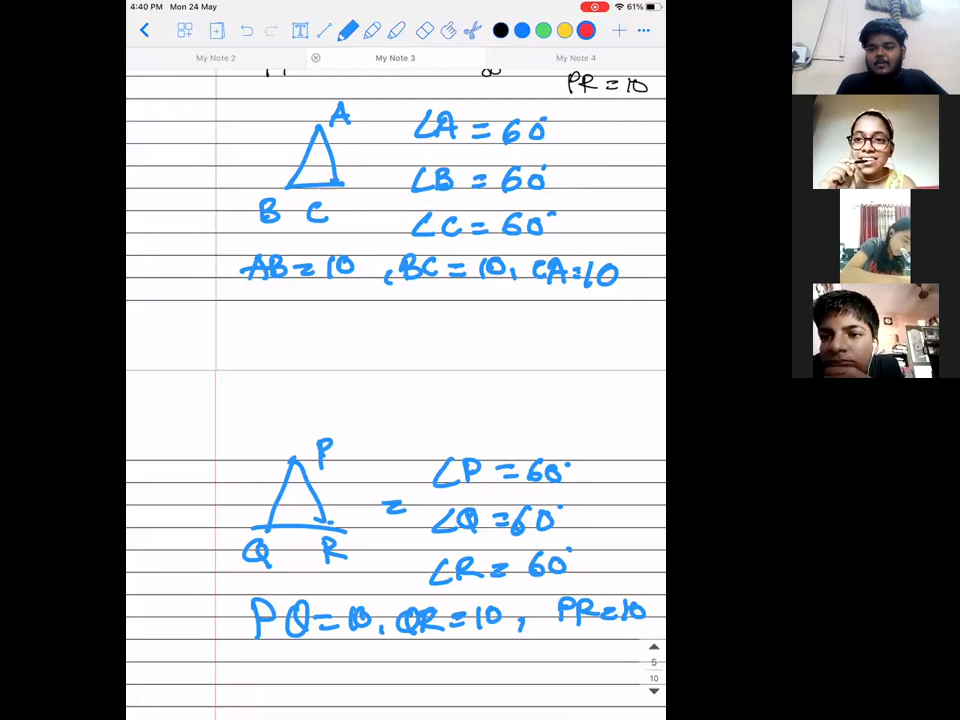 4:40 PM Mon 24 May 61%
My Note 2 My Note 3 My Note 4
PR = 10
A ∠A = 60°
∠B = 60°
B C ∠C = 60°
AB = 10 , BC = 10, CA = 10
P ∠P = 60°
= ∠Q = 60°
Q R ∠R = 60°
PQ = 10, QR = 10, PR = 10
5
10